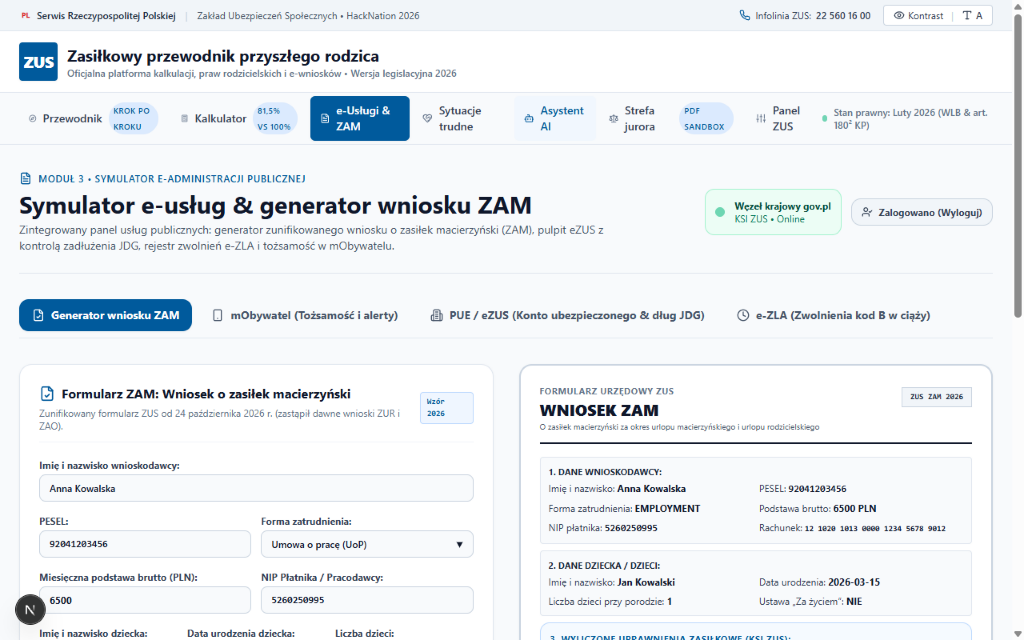 PL Serwis Rzeczypospolitej Polskiej | Zakład Ubezpieczeń Społecznych • HackNation 2026
Infolinia ZUS: 22 560 16 00
Kontrast
T A
ZUS
Zasiłkowy przewodnik przyszłego rodzica
Oficjalna platforma kalkulacji, praw rodzicielskich i e-wniosków • Wersja legislacyjna 2026
Przewodnik
KROK PO KROKU
Kalkulator
81,5% VS 100%
e-Usługi & ZAM
Sytuacje trudne
Asystent AI
Strefa jurora
PDF SANDBOX
Panel ZUS
Stan prawny: Luty 2026 (WLB & art. 180² KP)
MODUŁ 3 • SYMULATOR E-ADMINISTRACJI PUBLICZNEJ
Symulator e-usług & generator wniosku ZAM
Zintegrowany panel usług publicznych: generator zunifikowanego wniosku o zasiłek macierzyński (ZAM), pulpit eZUS z
kontrolą zadłużenia JDG, rejestr zwolnień e-ZLA i tożsamość w mObywatelu.
Węzeł krajowy gov.pl
KSI ZUS • Online
Zalogowano (Wyloguj)
Generator wniosku ZAM
mObywatel (Tożsamość i alerty)
PUE / eZUS (Konto ubezpieczonego & dług JDG)
e-ZLA (Zwolnienia kod B w ciąży)
Formularz ZAM: Wniosek o zasiłek macierzyński
Zunifikowany formularz ZUS od 24 października 2026 r. (zastąpił dawne wnioski ZUR i
ZAO).
Wzór 2026
Imię i nazwisko wnioskodawcy:
Anna Kowalska
PESEL:
92041203456
Forma zatrudnienia:
Umowa o pracę (UoP)
Miesięczna podstawa brutto (PLN):
6500
NIP Płatnika / Pracodawcy:
5260250995
Imię i nazwisko dziecka:
Data urodzenia dziecka:
Liczba dzieci:
N
FORMULARZ URZĘDOWY ZUS
WNIOSEK ZAM
O zasiłek macierzyński za okres urlopu macierzyńskiego i urlopu rodzicielskiego
ZUS ZAM 2026
1. DANE WNIOSKODAWCY:
Imię i nazwisko: Anna Kowalska
PESEL: 92041203456
Forma zatrudnienia: EMPLOYMENT
Podstawa brutto: 6500 PLN
NIP płatnika: 5260250995
Rachunek: 12 1020 1013 0000 1234 5678 9012
2. DANE DZIECKA / DZIECI:
Imię i nazwisko: Jan Kowalski
Data urodzenia: 2026-03-15
Liczba dzieci przy porodzie: 1
Ustawa „Za życiem”: NIE
3. WYLICZONE UPRAWNIENIA ZASIŁKOWE (KSI ZUS):